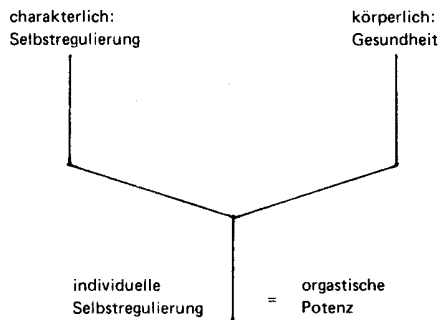 charakterlich:
Selbstregulierung
körperlich:
Gesundheit
individuelle
Selbstregulierung
=
orgastische
Potenz